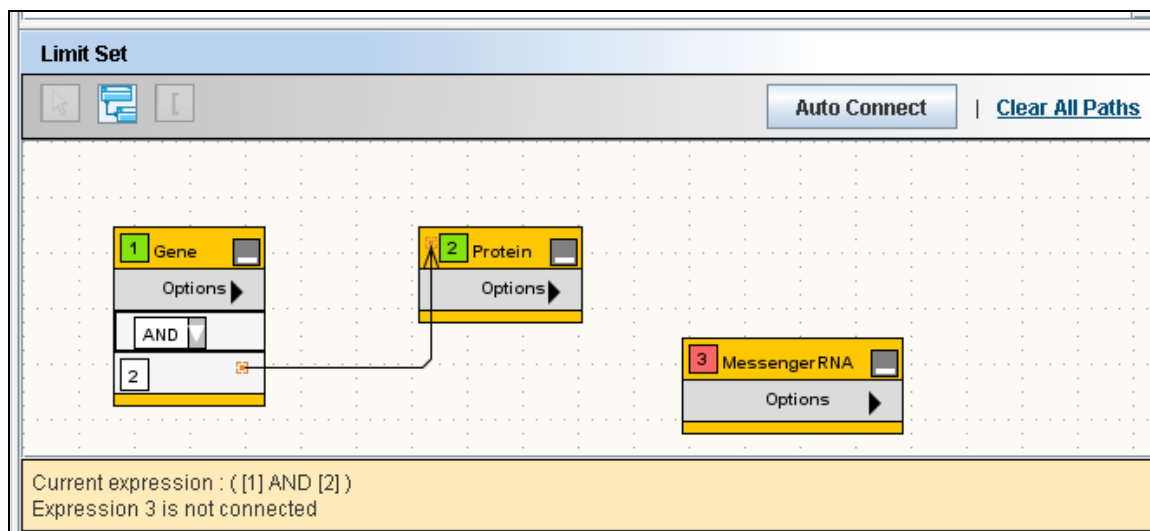 Limit Set
[
Auto Connect | Clear All Paths
1 Gene
Options
AND
2
2 Protein
Options
3 MessengerRNA
Options
Current expression : ( [1] AND [2] )
Expression 3 is not connected